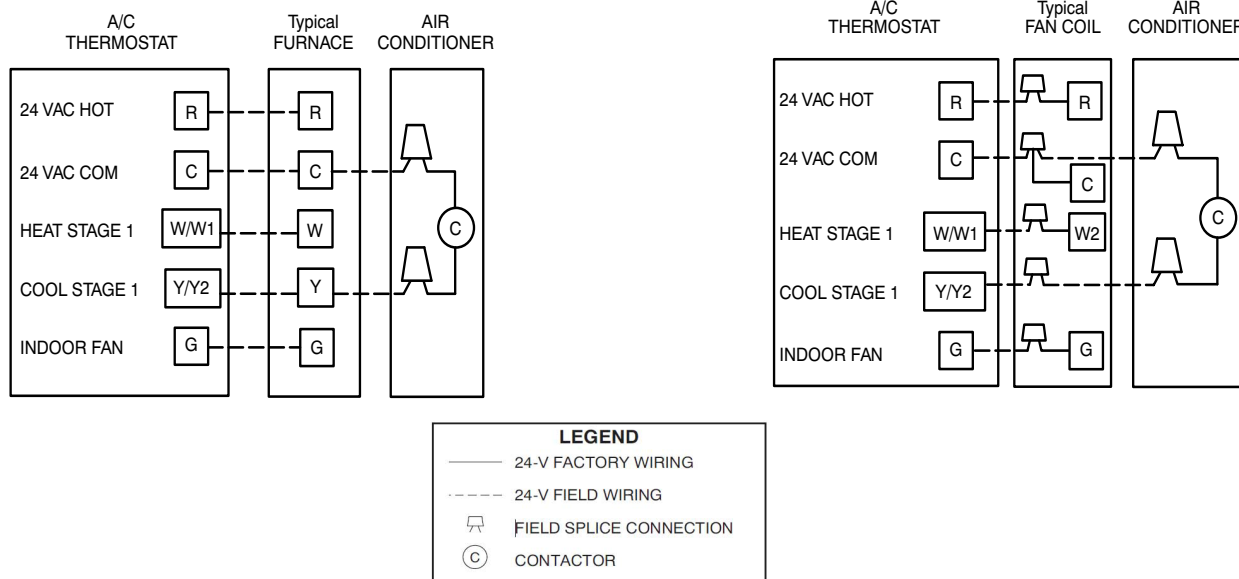 A/C
THERMOSTAT
Typical
FURNACE
AIR
CONDITIONER
24 VAC HOT
R
R
24 VAC COM
C
C
HEAT STAGE 1
W/W1
W
C
COOL STAGE 1
Y/Y2
Y
INDOOR FAN
G
G
A/C
THERMOSTAT
Typical
FAN COIL
AIR
CONDITIONER
24 VAC HOT
R
R
24 VAC COM
C
C
HEAT STAGE 1
W/W1
W2
C
COOL STAGE 1
Y/Y2
INDOOR FAN
G
G
LEGEND
24-V FACTORY WIRING
24-V FIELD WIRING
FIELD SPLICE CONNECTION
C
CONTACTOR